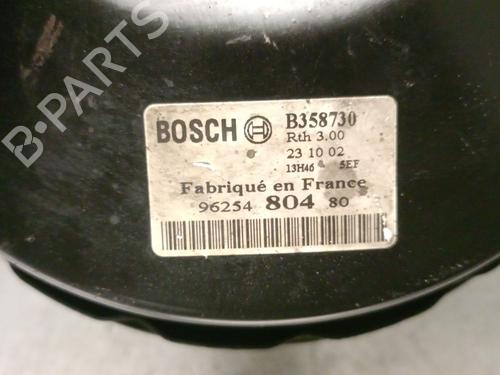 BOSCH B358730
Rth 3.00
23 10 02
13H46 5EF
Fabriqué en France
96254 804 80
B-PARTS